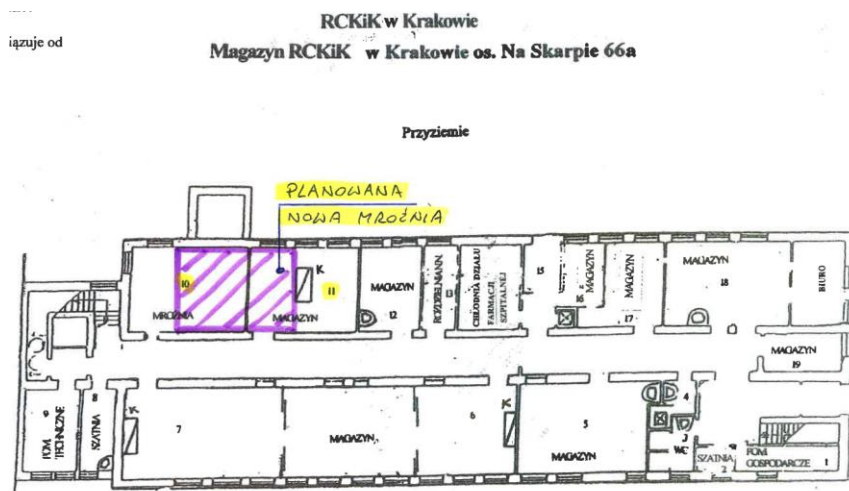 iązuje od
RCKiK w Krakowie
Magazyn RCKiK w Krakowie os. Na Skarpie 66a
Przyziemie
PLANOWANA
NOWA MROŹNIA
10
MROŹNIA
K
11
MAGAZYN
MAGAZYN
12
ROZDZIELNIA NN.
13
CHŁODNIA DZIAŁU
FARMACJI
SZPITALNEJ
15
MAGAZYN
16
MAGAZYN
17
MAGAZYN
18
BIURO
MAGAZYN
19
9
POM.
TECHNICZNE
8
SZATNIA
K
7
MAGAZYN
6
K
5
MAGAZYN
4
3
WC
SZATNIA
2
POM.
GOSPODARCZE
1